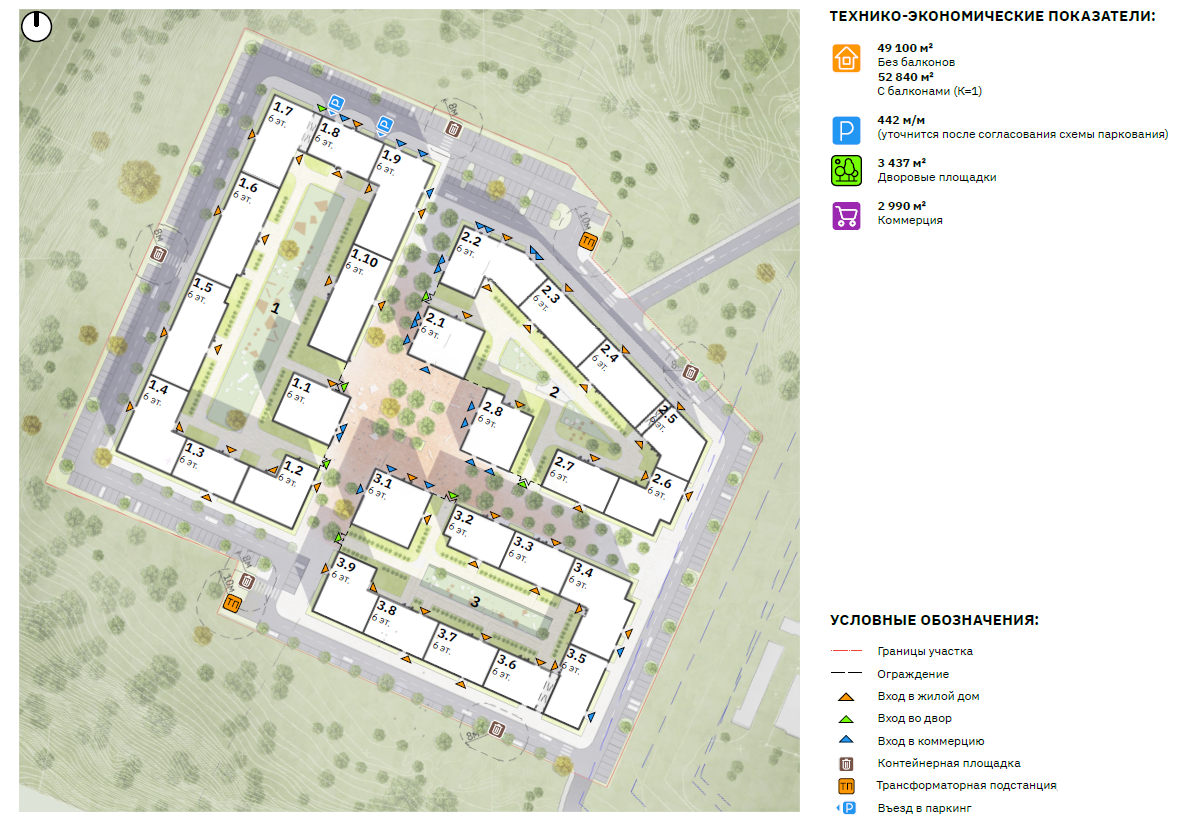 ТЕХНИКО-ЭКОНОМИЧЕСКИЕ ПОКАЗАТЕЛИ:
49 100 м²
Без балконов
52 840 м²
С балконами (К=1)
P
442 м/м
(уточнится после согласования схемы паркования)
3 437 м²
Дворовые площадки
2 990 м²
Коммерция
P
P
8м
1.7
6 эт.
1.8
6 эт.
1.9
6 эт.
1.6
6 эт.
8м
10м
ТП
2.2
6 эт.
1.10
6 эт.
1.5
6 эт.
2.3
6 эт.
1
2.1
6 эт.
2.4
6 эт.
1.4
6 эт.
1.1
6 эт.
2
2.8
6 эт.
2.5
6 эт.
1.3
6 эт.
1.2
6 эт.
2.7
6 эт.
2.6
6 эт.
3.1
6 эт.
3.2
6 эт.
3.3
6 эт.
3.4
6 эт.
8м
10м
ТП
3.9
6 эт.
3.8
6 эт.
3
3.7
6 эт.
3.6
6 эт.
3.5
6 эт.
8м
УСЛОВНЫЕ ОБОЗНАЧЕНИЯ:
Границы участка
Ограждение
Вход в жилой дом
Вход во двор
Вход в коммерцию
Контейнерная площадка
ТП Трансформаторная подстанция
P Въезд в паркинг